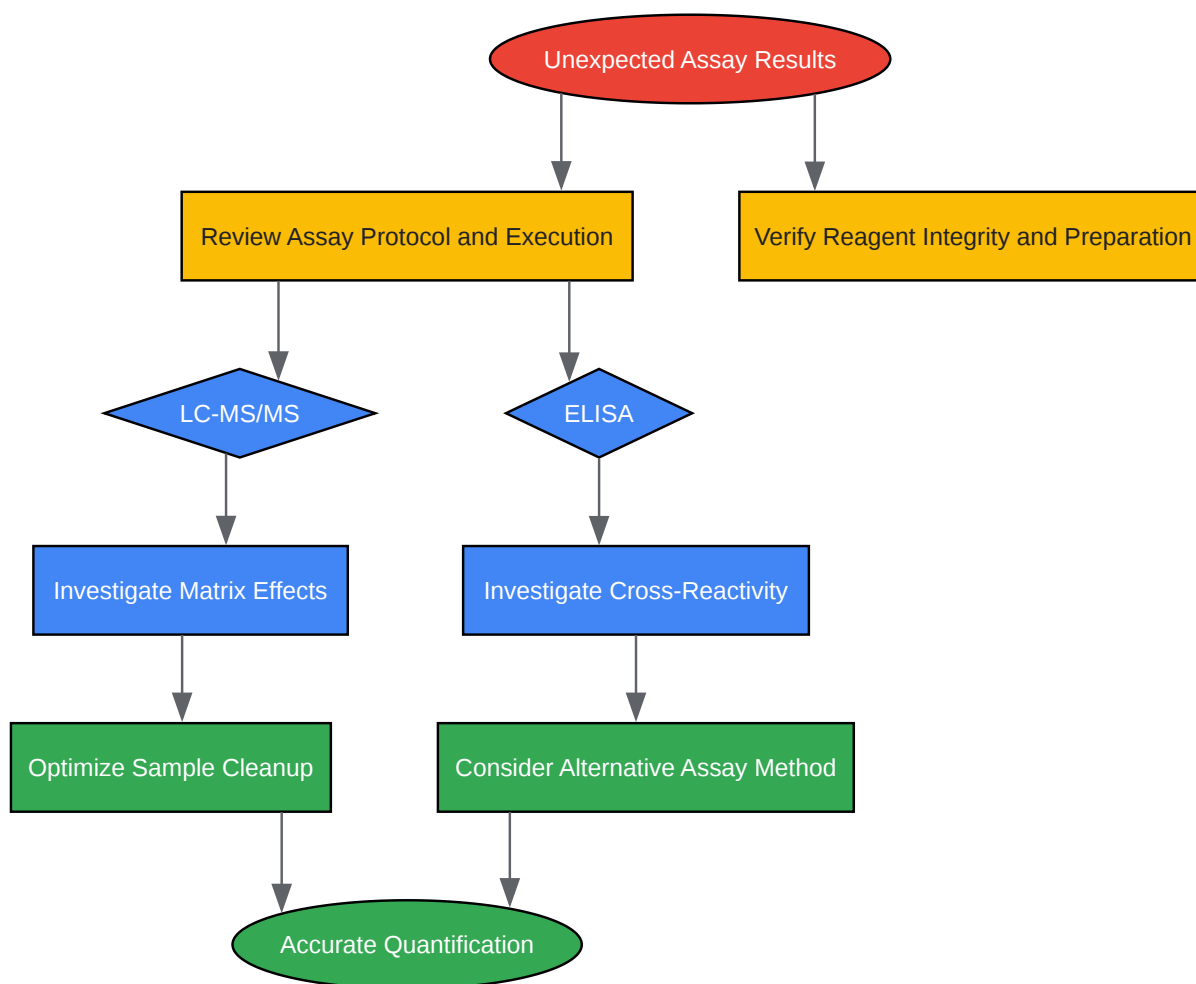 Unexpected Assay Results
Review Assay Protocol and Execution
Verify Reagent Integrity and Preparation
LC-MS/MS
ELISA
Investigate Matrix Effects
Investigate Cross-Reactivity
Optimize Sample Cleanup
Consider Alternative Assay Method
Accurate Quantification